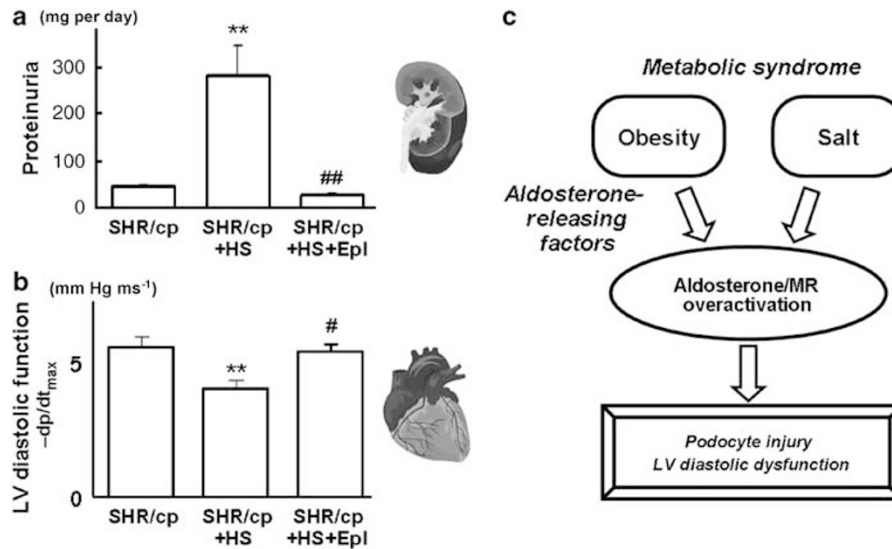 a (mg per day)
Proteinuria
300
200
100
0
**
##
SHR/cp
SHR/cp
+HS
SHR/cp
+HS+Epl
b (mm Hg ms⁻¹)
LV diastolic function
–dp/dt_max
5
0
**
#
SHR/cp
SHR/cp
+HS
SHR/cp
+HS+Epl
c
Metabolic syndrome
Obesity
Salt
Aldosterone-
releasing
factors
Aldosterone/MR
overactivation
Podocyte injury
LV diastolic dysfunction